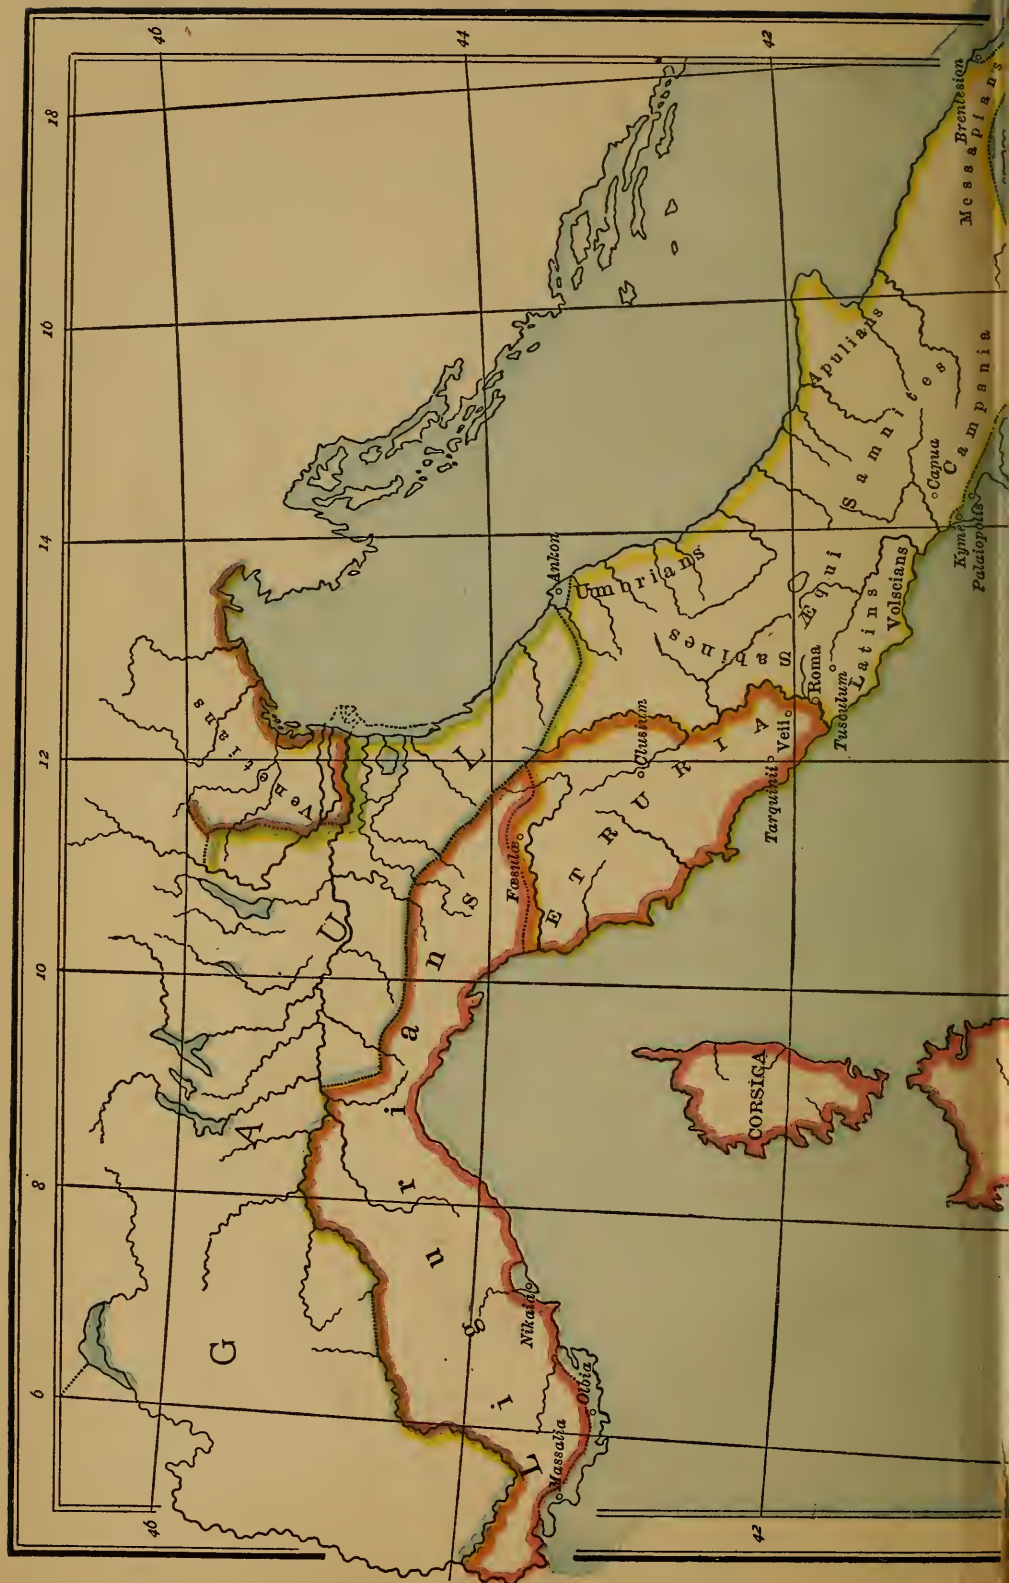 46
44
42
18
16
14
12
10
8
6
46
42
GAUL
Ligurians
Venetians
ETRURIA
Umbrians
Sabines
Æqui
Latins
Volscians
Samnites
Apulians
Campania
Messapians
CORSICA
Brentesion
Ankon
Capua
Kyme
Palaiopolis
Roma
Tusculum
Veii
Tarquinii
Clusium
Fœsulæ
Nikaia
Olbia
Massalia